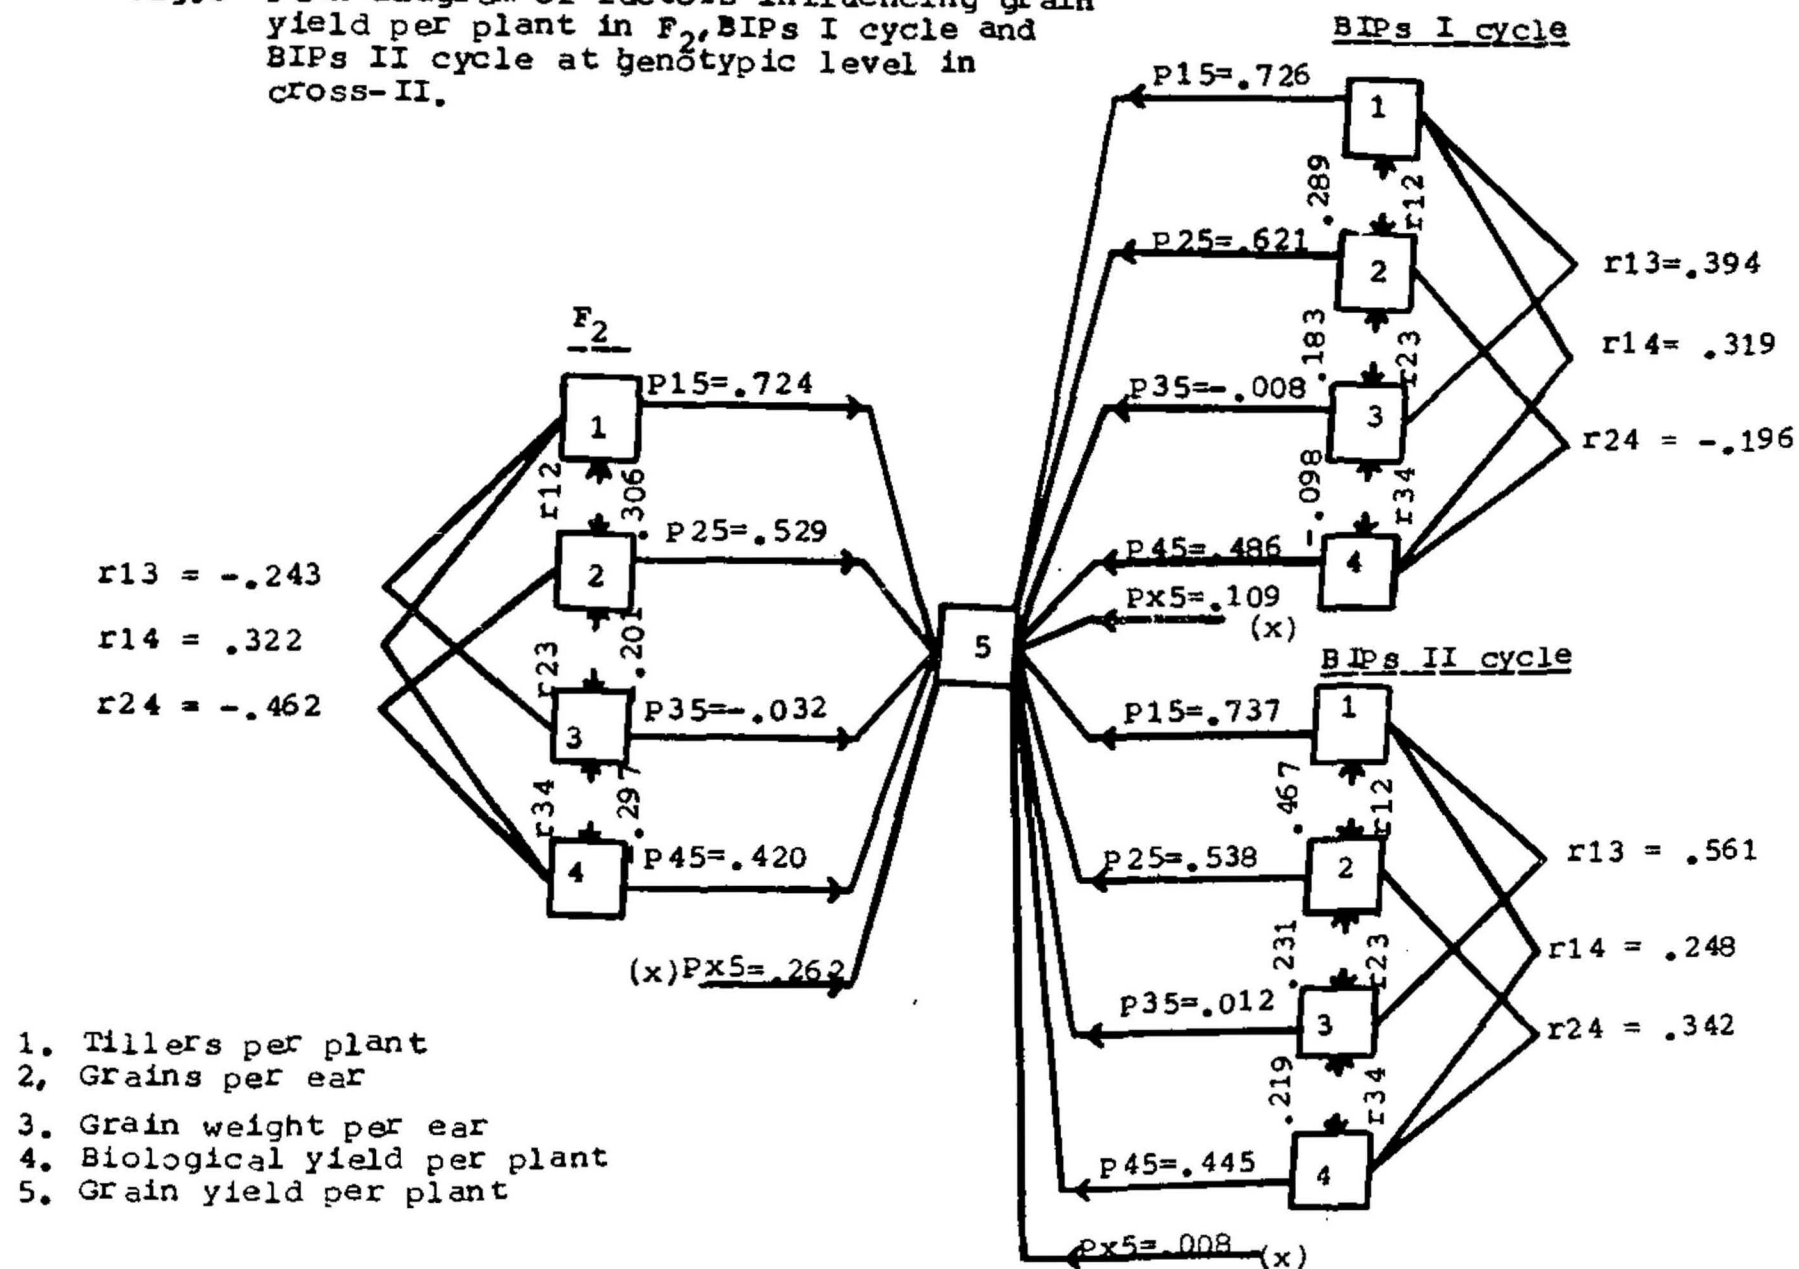 diagram of factors influencing grain
yield per plant in F2, BIPs I cycle and
BIPs II cycle at genotypic level in
cross-II.
BIPs I cycle
P15=.726
1
.289
r12
P25=.621
2
r13=.394
.183
r23
r14= .319
P35=-.008
3
r24 = -.196
-.098
r34
P45=.486
4
Px5=.109
(x)
F2
P15=.724
1
r12
.306
P25=.529
2
r13 = -.243
r14 = .322
r24 = -.462
r23
.201
P35=-.032
3
r34
.297
P45=.420
4
(x)Px5=.262
5
BIPs II cycle
P15=.737
1
.467
r12
P25=.538
2
r13 = .561
.231
r23
r14 = .248
P35=.012
3
r24 = .342
.219
r34
P45=.445
4
Px5=.008 (x)
1. Tillers per plant
2, Grains per ear
3. Grain weight per ear
4. Biological yield per plant
5. Grain yield per plant